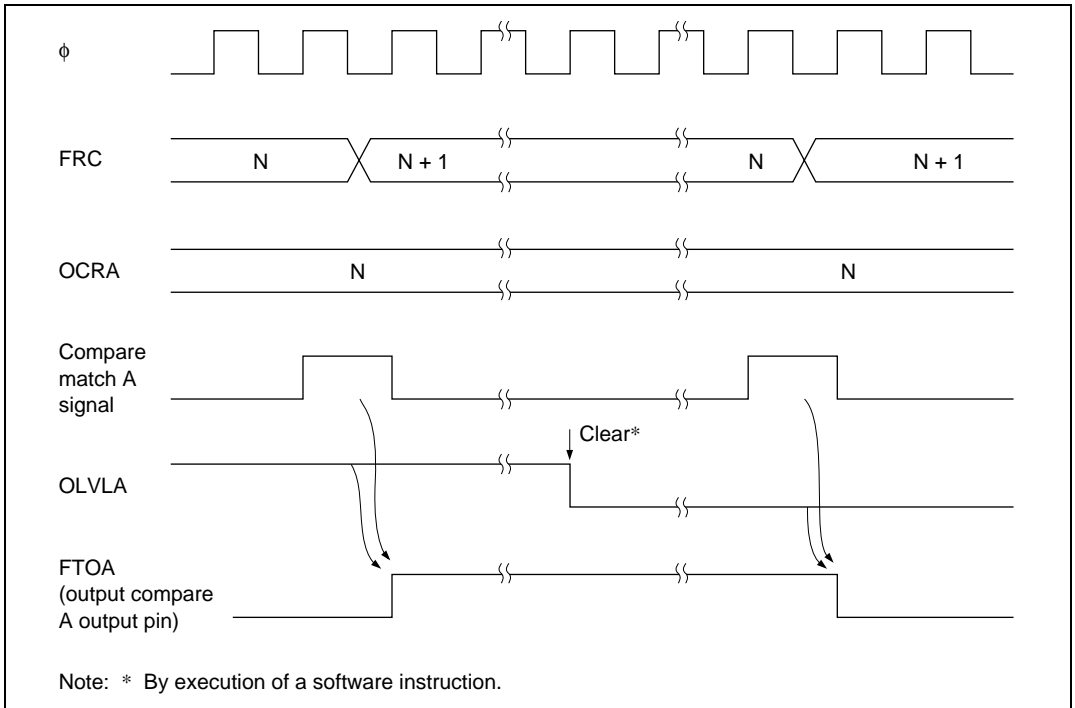 ϕ
FRC
N
N + 1
N
N + 1
OCRA
N
N
Compare
match A
signal
Clear*
OLVLA
FTOA
(output compare
A output pin)
Note: * By execution of a software instruction.